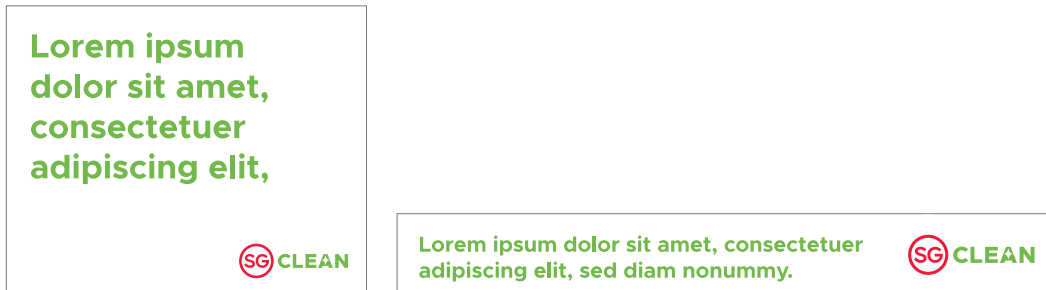 Lorem ipsum
dolor sit amet,
consectetuer
adipiscing elit,
SG CLEAN
Lorem ipsum dolor sit amet, consectetuer
adipiscing elit, sed diam nonummy.
SG CLEAN